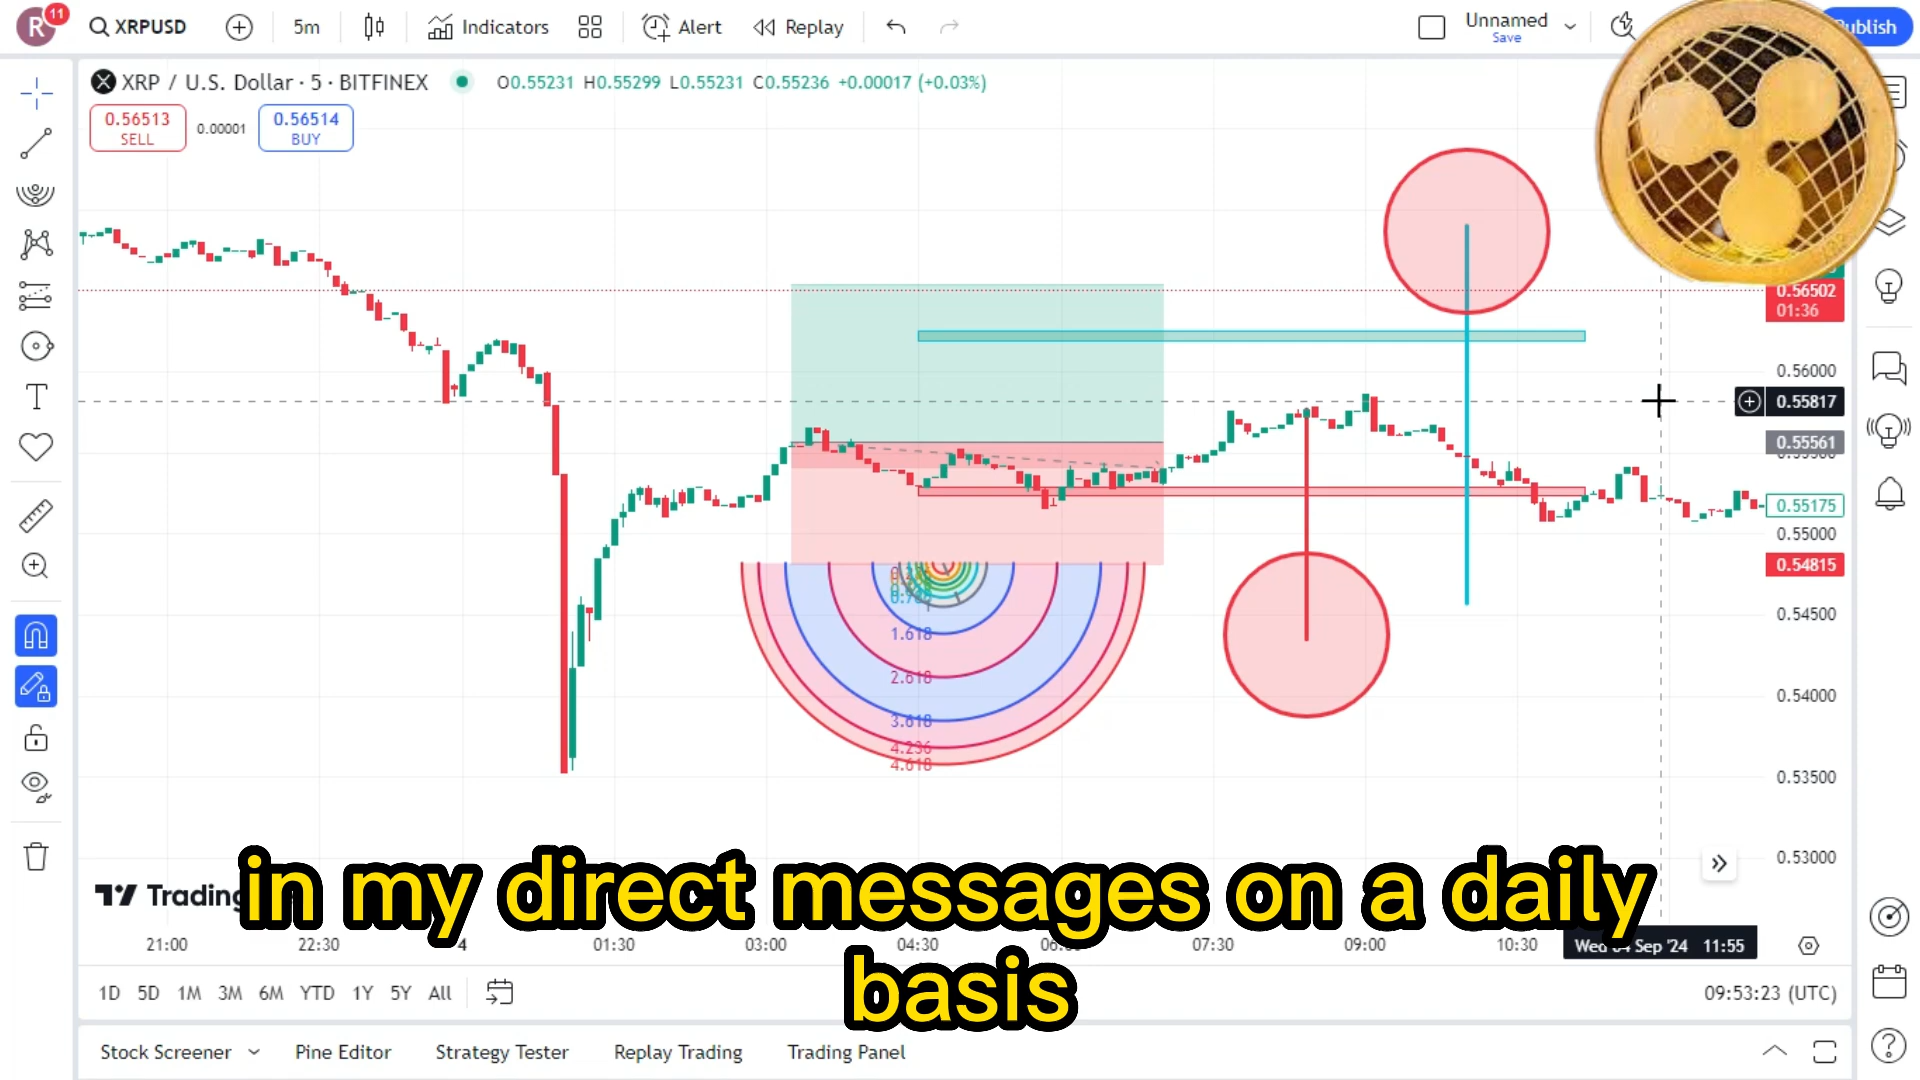 R 11 XRPUSD 5m Indicators Alert Replay Unnamed Save
XRP / U.S. Dollar · 5 · BITFINEX O0.55231 H0.55299 L0.55231 C0.55236 +0.00017 (+0.03%)
0.56513 SELL 0.00001 0.56514 BUY
0.56502
01:36
0.56000
0.55817
0.55561
0.55175
0.55000
0.54815
0.54500
0.54000
0.53500
0.53000
1.618
2.618
3.618
4.236
4.618
in my direct messages on a daily
basis
21:00 22:30 4 01:30 03:00 04:30 07:30 09:00 10:30 Wed 04 Sep '24 11:55
1D 5D 1M 3M 6M YTD 1Y 5Y All 09:53:23 (UTC)
Stock Screener Pine Editor Strategy Tester Replay Trading Trading Panel